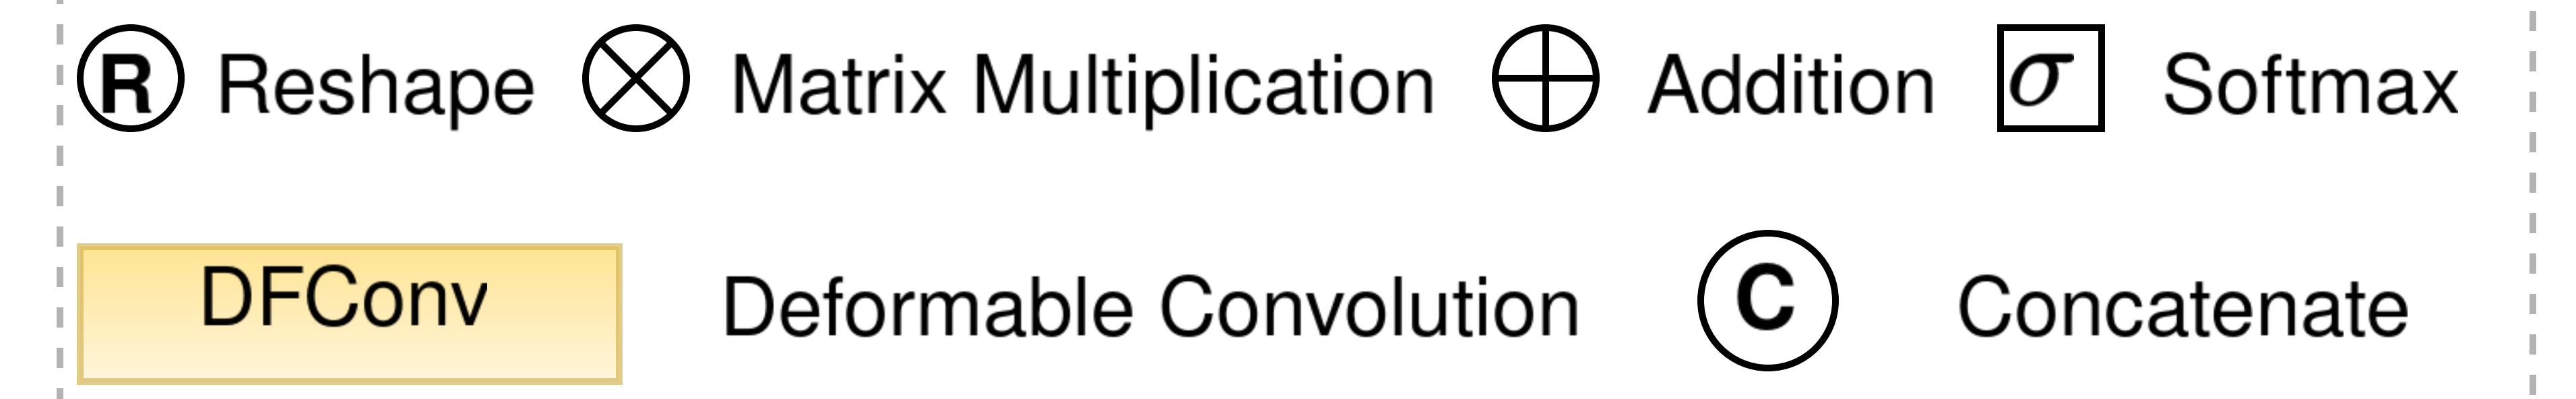 R Reshape Matrix Multiplication Addition σ Softmax
DFConv Deformable Convolution C Concatenate